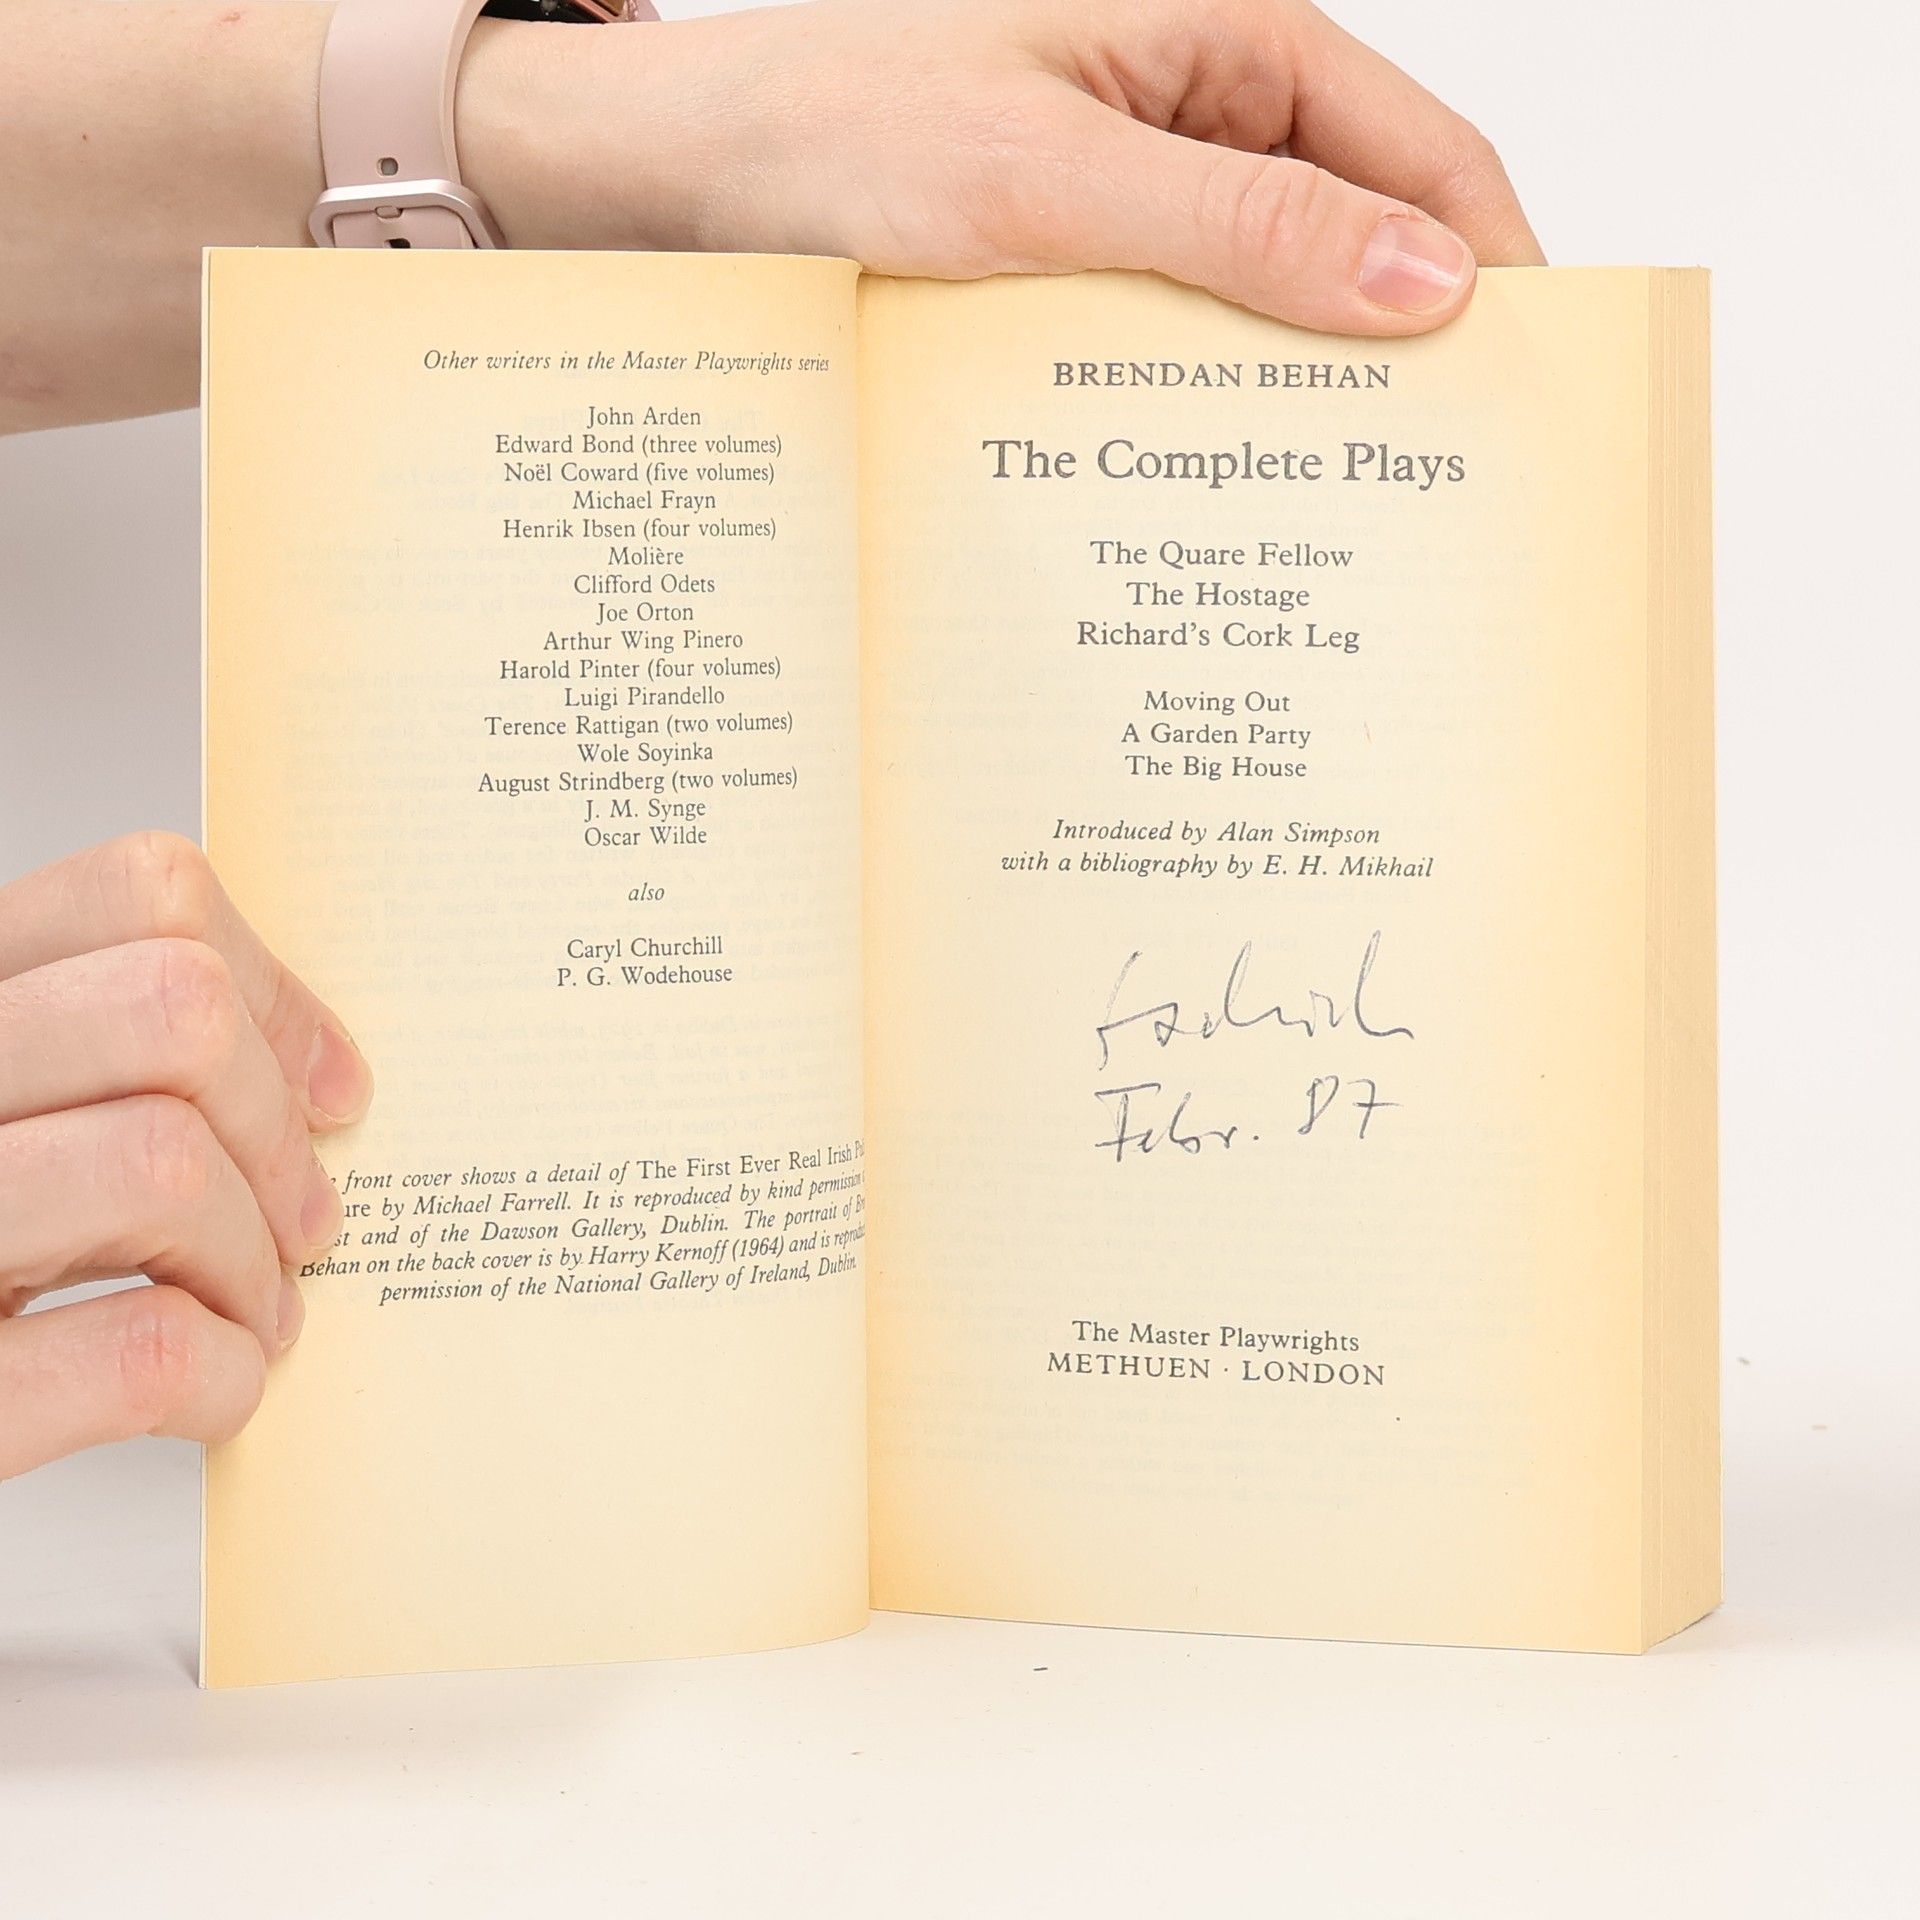 Other writers in the Master Playwrights series
John Arden
Edward Bond (three volumes)
Noël Coward (five volumes)
Michael Frayn
Henrik Ibsen (four volumes)
Molière
Clifford Odets
Joe Orton
Arthur Wing Pinero
Harold Pinter (four volumes)
Luigi Pirandello
Terence Rattigan (two volumes)
Wole Soyinka
August Strindberg (two volumes)
J. M. Synge
Oscar Wilde
also
Caryl Churchill
P. G. Wodehouse
front cover shows a detail of The First Ever Real Irish
by Michael Farrell. It is reproduced by kind permission
and of the Dawson Gallery, Dublin. The portrait of
Behan on the back cover is by Harry Kernoff (1964) and is
permission of the National Gallery of Ireland, Dublin.
BRENDAN BEHAN
The Complete Plays
The Quare Fellow
The Hostage
Richard's Cork Leg
Moving Out
A Garden Party
The Big House
Introduced by Alan Simpson
with a bibliography by E. H. Mikhail
Febr. 87
The Master Playwrights
METHUEN · LONDON